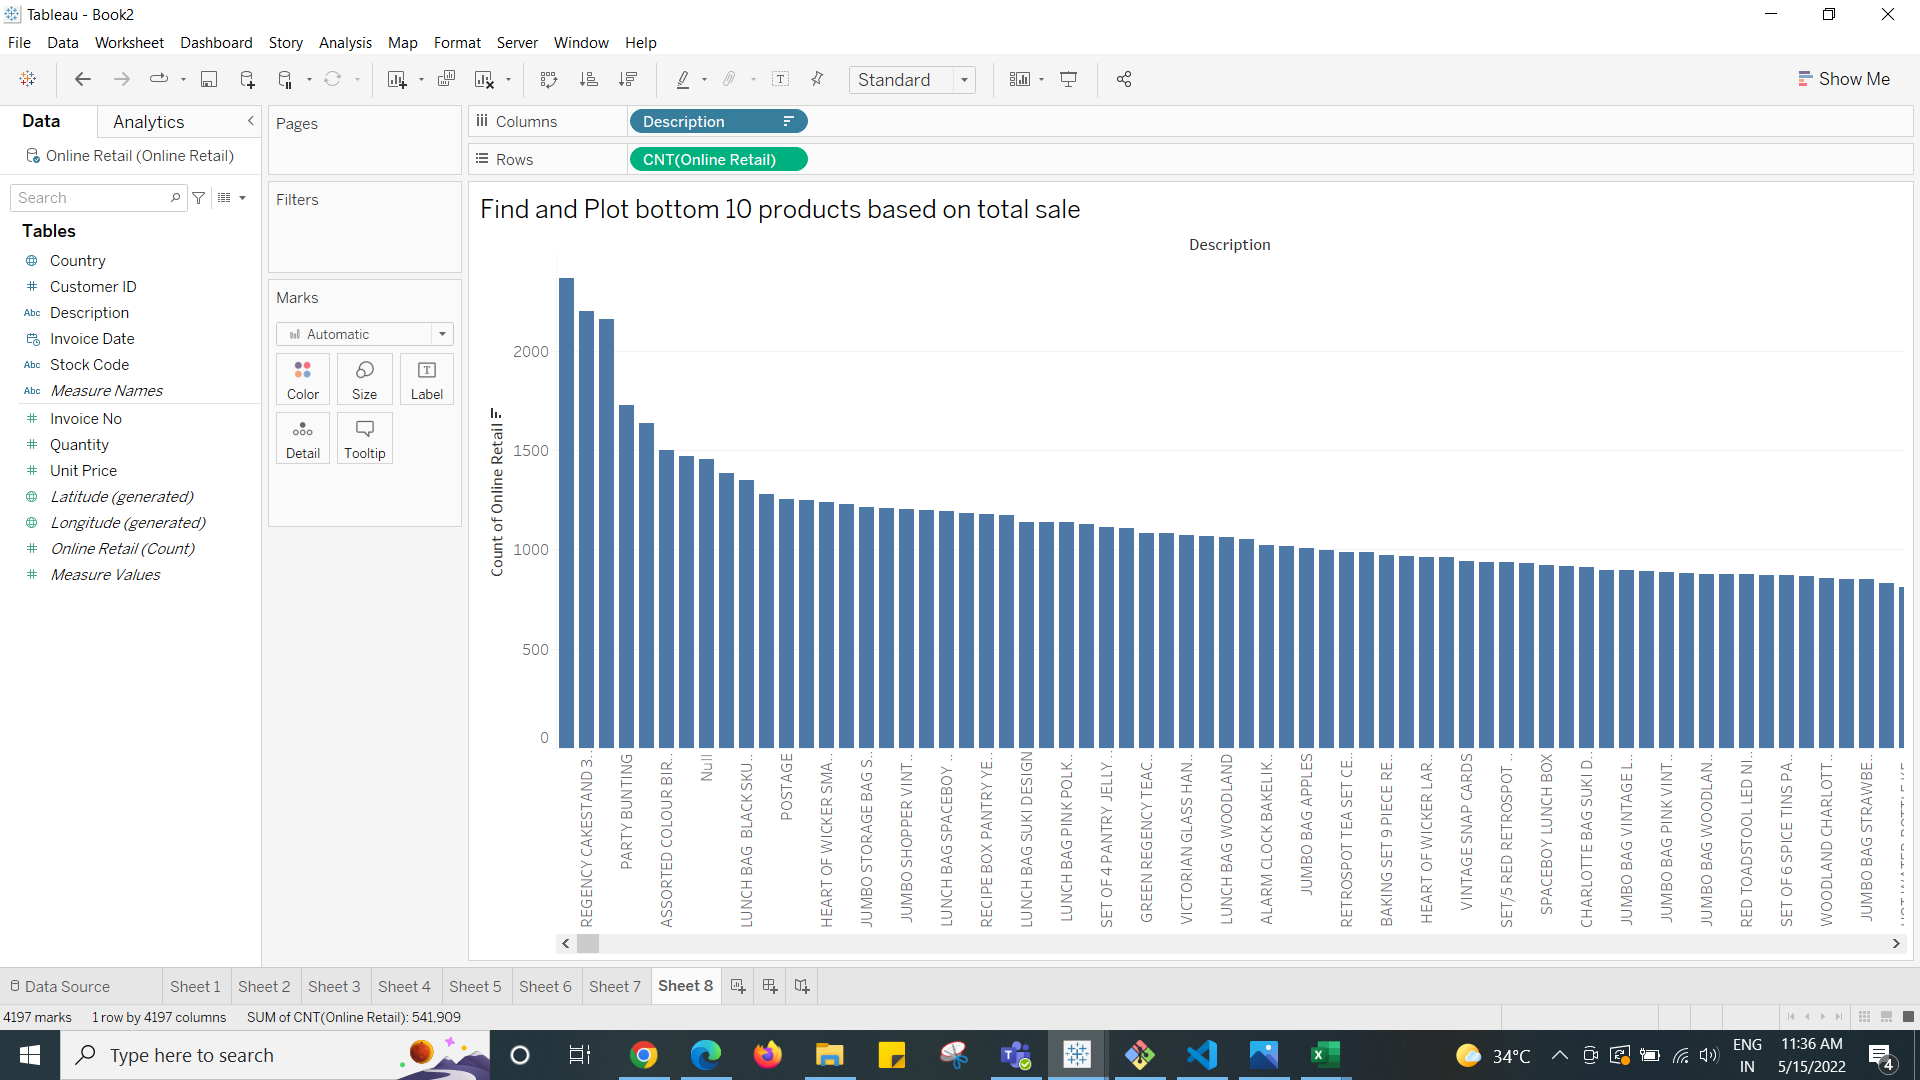 Tableau - Book2
File Data Worksheet Dashboard Story Analysis Map Format Server Window Help
Standard
Show Me
Data
Analytics
Online Retail (Online Retail)
Search
Tables
Country
Customer ID
Abc Description
Invoice Date
Abc Stock Code
Abc Measure Names
Invoice No
Quantity
Unit Price
Latitude (generated)
Longitude (generated)
Online Retail (Count)
Measure Values
Pages
Filters
Marks
Automatic
Color
Size
Label
Detail
Tooltip
Columns
Description
Rows
CNT(Online Retail)
Find and Plot bottom 10 products based on total sale
Description
Count of Online Retail
2000
1500
1000
500
0
REGENCY CAKESTAND 3..
PARTY BUNTING
ASSORTED COLOUR BIR..
Null
LUNCH BAG BLACK SKU..
POSTAGE
HEART OF WICKER SMA..
JUMBO STORAGE BAG S..
JUMBO SHOPPER VINT..
LUNCH BAG SPACEBOY ..
RECIPE BOX PANTRY YE..
LUNCH BAG SUKI DESIGN
LUNCH BAG PINK POLK..
SET OF 4 PANTRY JELLY ..
GREEN REGENCY TEAC..
VICTORIAN GLASS HAN..
LUNCH BAG WOODLAND
ALARM CLOCK BAKELIK..
JUMBO BAG APPLES
RETROSPOT TEA SET CE..
BAKING SET 9 PIECE RE..
HEART OF WICKER LAR..
VINTAGE SNAP CARDS
SET/5 RED RETROSPOT ..
SPACEBOY LUNCH BOX
CHARLOTTE BAG SUKI D..
JUMBO BAG VINTAGE L..
JUMBO BAG PINK VINT..
JUMBO BAG WOODLAN..
RED TOADSTOOL LED NI..
SET OF 6 SPICE TINS PA..
WOODLAND CHARLOTT..
JUMBO BAG STRAWBE..
Data Source
Sheet 1
Sheet 2
Sheet 3
Sheet 4
Sheet 5
Sheet 6
Sheet 7
Sheet 8
4197 marks
1 row by 4197 columns
SUM of CNT(Online Retail): 541,909
Type here to search
34°C
ENG
IN
11:36 AM
5/15/2022
4